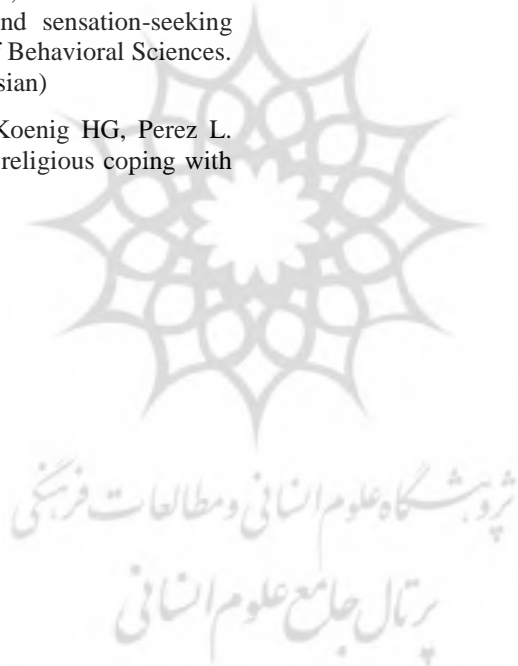 nd sensation-seeking
f Behavioral Sciences.
sian)
Koenig HG, Perez L.
religious coping with
پژوهشگاه علوم انسانی و مطالعات فرهنگی
پرتال جامع علوم انسانی